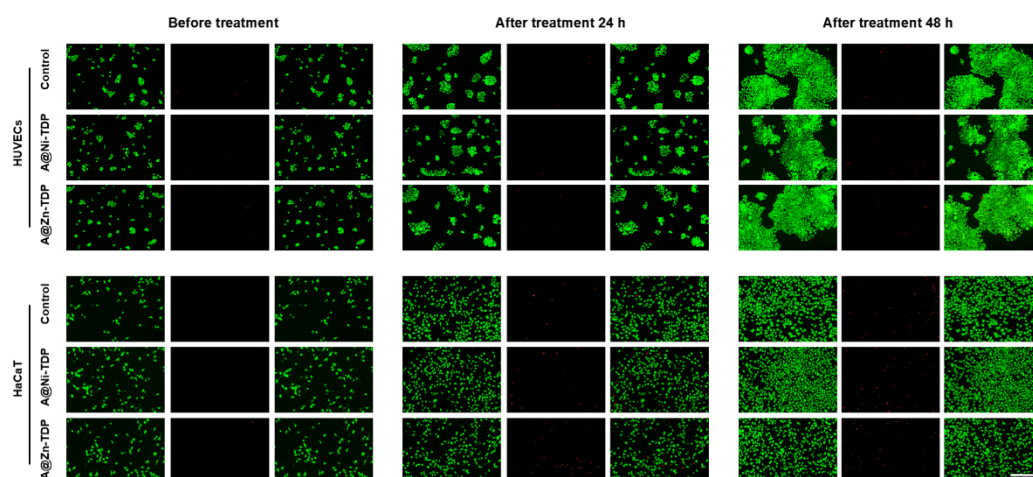 Before treatment
After treatment 24 h
After treatment 48 h
HUVECs
Control
A@Ni-TDP
A@Zn-TDP
HaCaT
Control
A@Ni-TDP
A@Zn-TDP